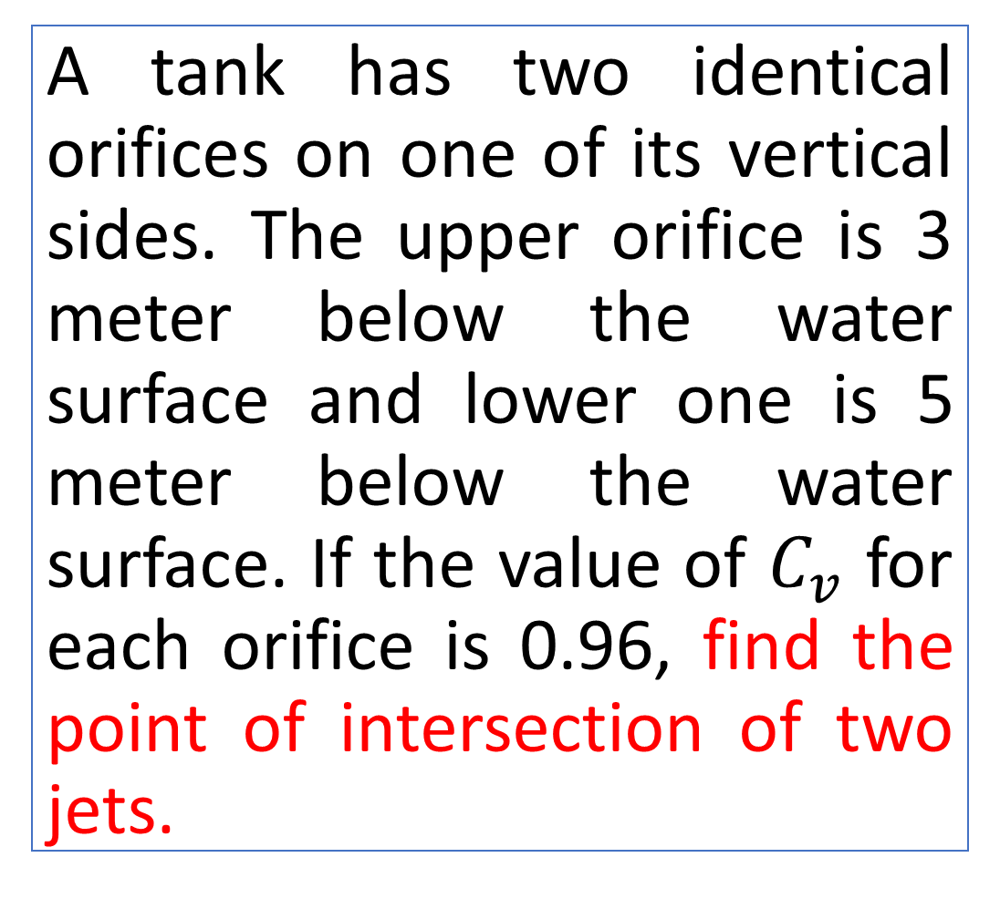 A tank has two identical
orifices on one of its vertical
sides. The upper orifice is 3
meter below the water
surface and lower one is 5
meter below the water
surface. If the value of 𝐶ᵥ for
each orifice is 0.96, find the
point of intersection of two
jets.